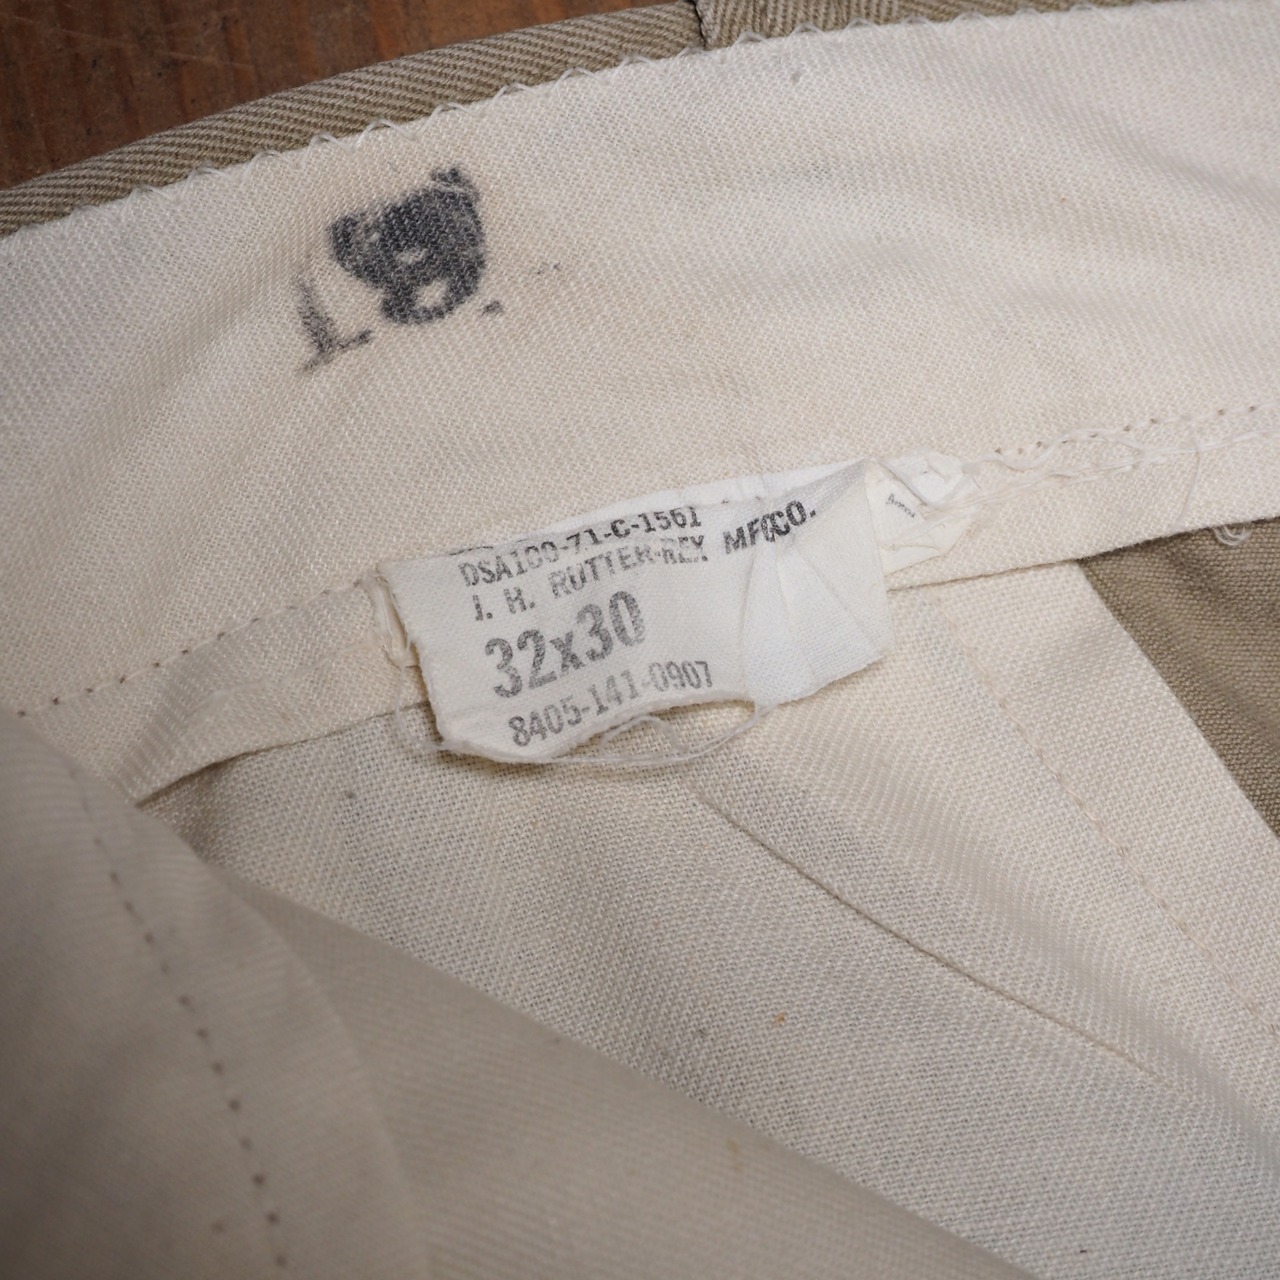 DSA100-71-C-1561
J. H. RUTTER-REX MFG CO.
32x30
8405-141-0907